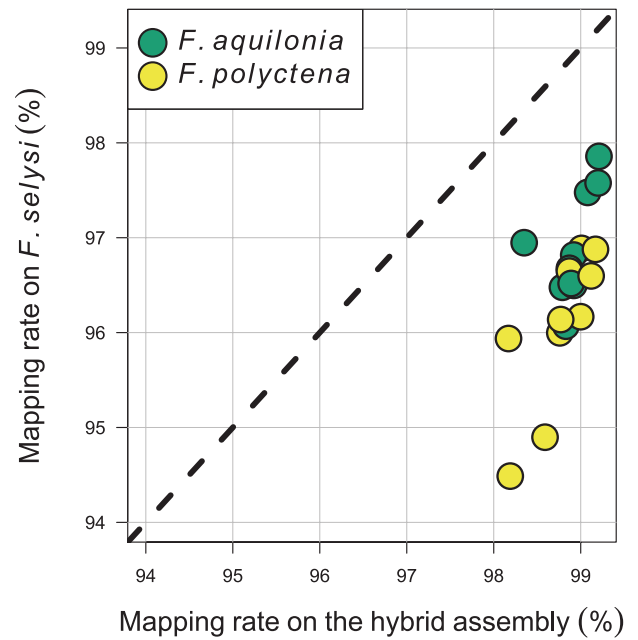 F. aquilonia
F. polyctena
Mapping rate on F. selysi (%)
99
98
97
96
95
94
94 95 96 97 98 99
Mapping rate on the hybrid assembly (%)